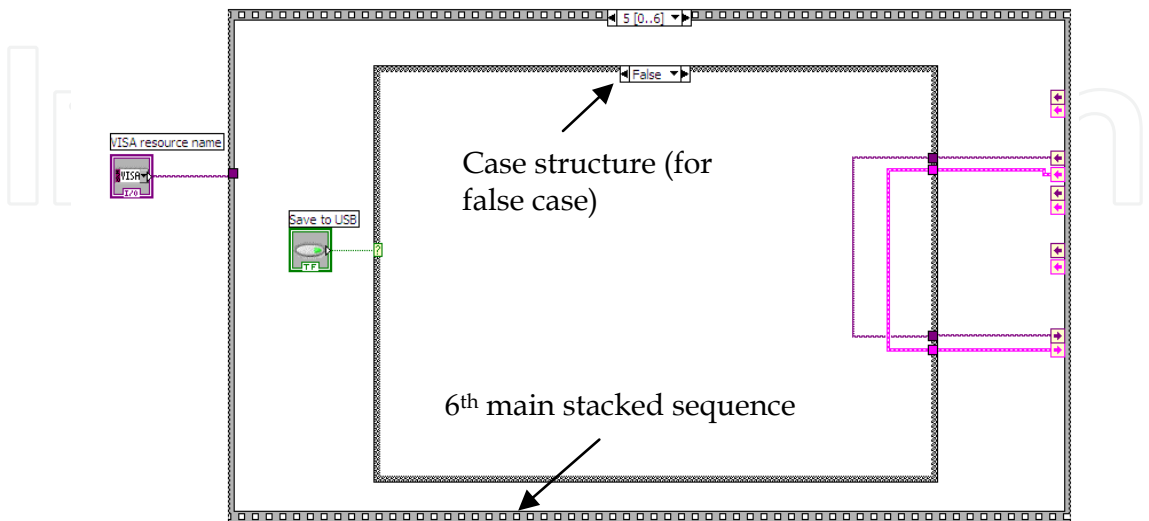 5 [0..6]
False
VISA resource name
VISA
I/O
Case structure (for
false case)
Save to USB
?
TF
6th main stacked sequence